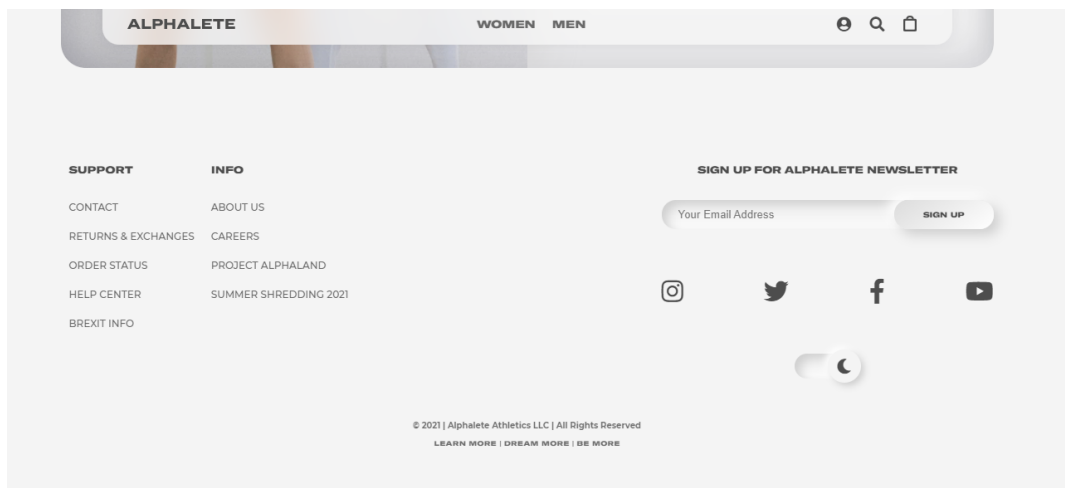 ALPHALETE
WOMEN MEN
SUPPORT
CONTACT
RETURNS & EXCHANGES
ORDER STATUS
HELP CENTER
BREXIT INFO
INFO
ABOUT US
CAREERS
PROJECT ALPHALAND
SUMMER SHREDDING 2021
SIGN UP FOR ALPHALETE NEWSLETTER
Your Email Address
SIGN UP
© 2021 | Alphalete Athletics LLC | All Rights Reserved
LEARN MORE | DREAM MORE | BE MORE